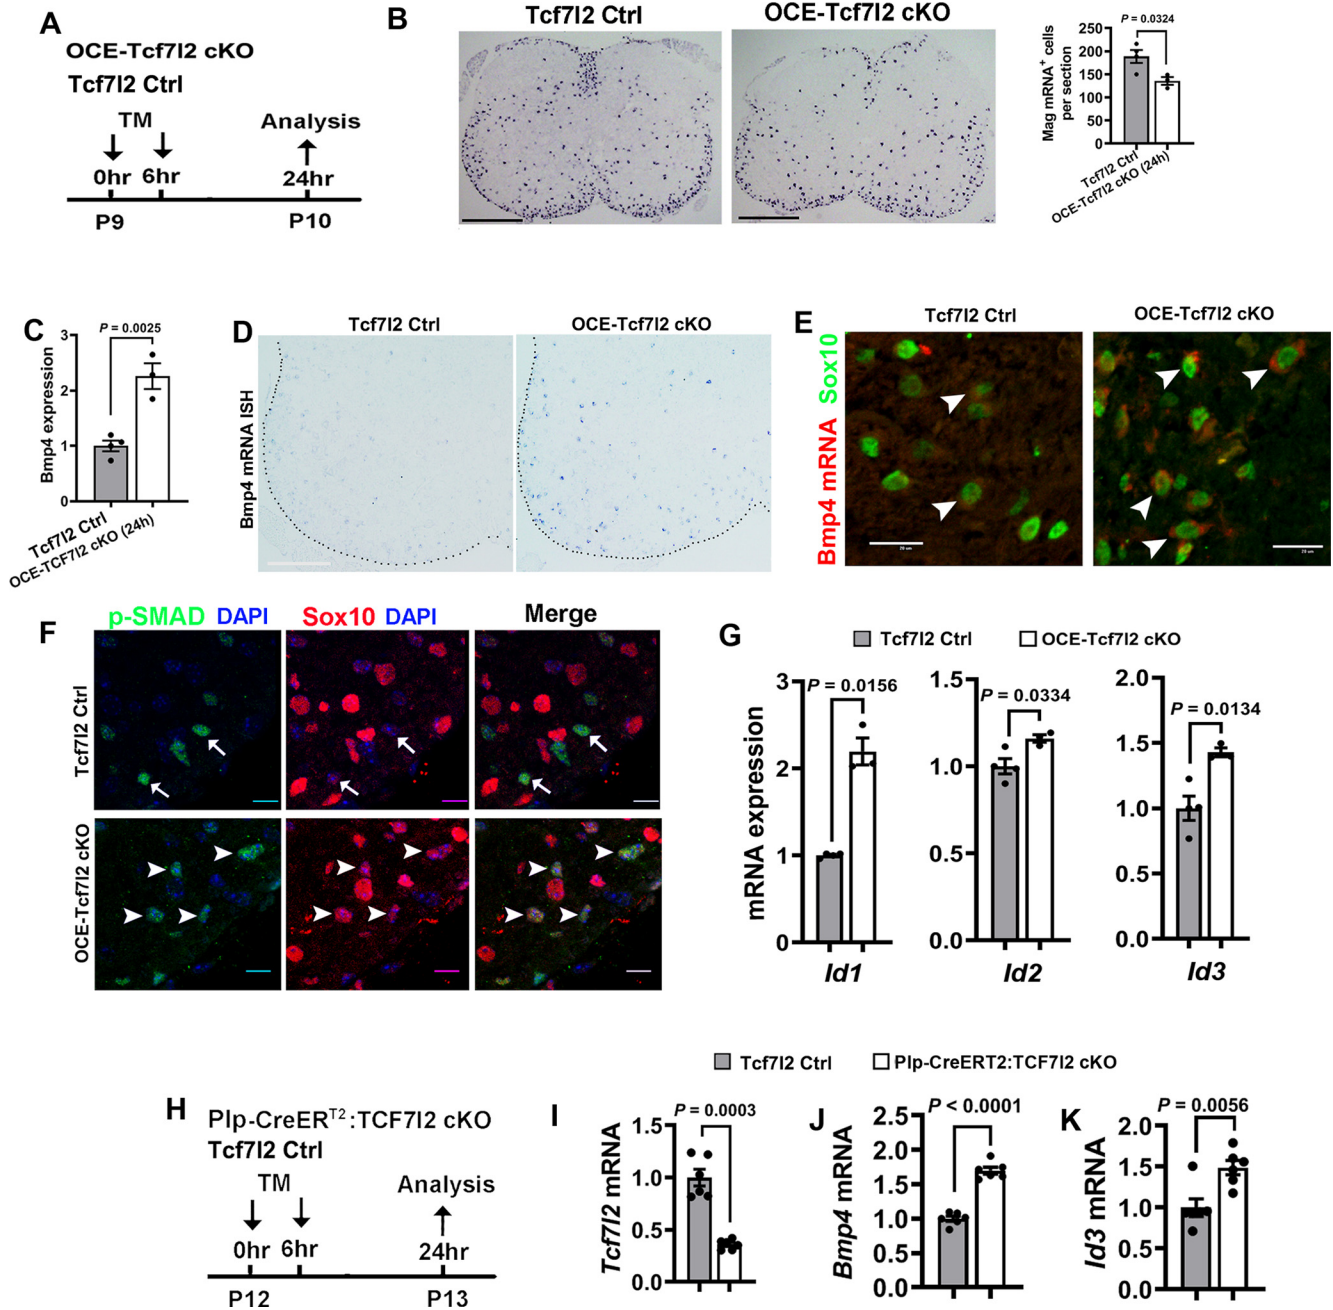 A
OCE-Tcf7l2 cKO
Tcf7l2 Ctrl
TM
Analysis
0hr 6hr 24hr
P9 P10
B
Tcf7l2 Ctrl OCE-Tcf7l2 cKO
P = 0.0324
Mag mRNA+ cells
per section
250
200
150
100
50
0
Tcf7l2 Ctrl
OCE-Tcf7l2 cKO (24h)
C
P = 0.0025
Bmp4 expression
3
2
1
0
Tcf7l2 Ctrl
OCE-TCF7l2 cKO (24h)
D
Tcf7l2 Ctrl OCE-Tcf7l2 cKO
Bmp4 mRNA ISH
E
Tcf7l2 Ctrl OCE-Tcf7l2 cKO
Bmp4 mRNA Sox10
20 um
20 um
F
p-SMAD DAPI Sox10 DAPI Merge
Tcf7l2 Ctrl
OCE-Tcf7l2 cKO
G
Tcf7l2 Ctrl OCE-Tcf7l2 cKO
mRNA expression
P = 0.0156
3
2
1
0
Id1
P = 0.0334
1.5
1.0
0.5
0.0
Id2
P = 0.0134
2.0
1.5
1.0
0.5
0.0
Id3
H
Plp-CreERT2:TCF7l2 cKO
Tcf7l2 Ctrl
TM
Analysis
0hr 6hr 24hr
P12 P13
Tcf7l2 Ctrl Plp-CreERT2:TCF7l2 cKO
I
P = 0.0003
Tcf7l2 mRNA
1.5
1.0
0.5
0.0
J
P < 0.0001
Bmp4 mRNA
2.5
2.0
1.5
1.0
0.5
0.0
K
P = 0.0056
Id3 mRNA
2.0
1.5
1.0
0.5
0.0